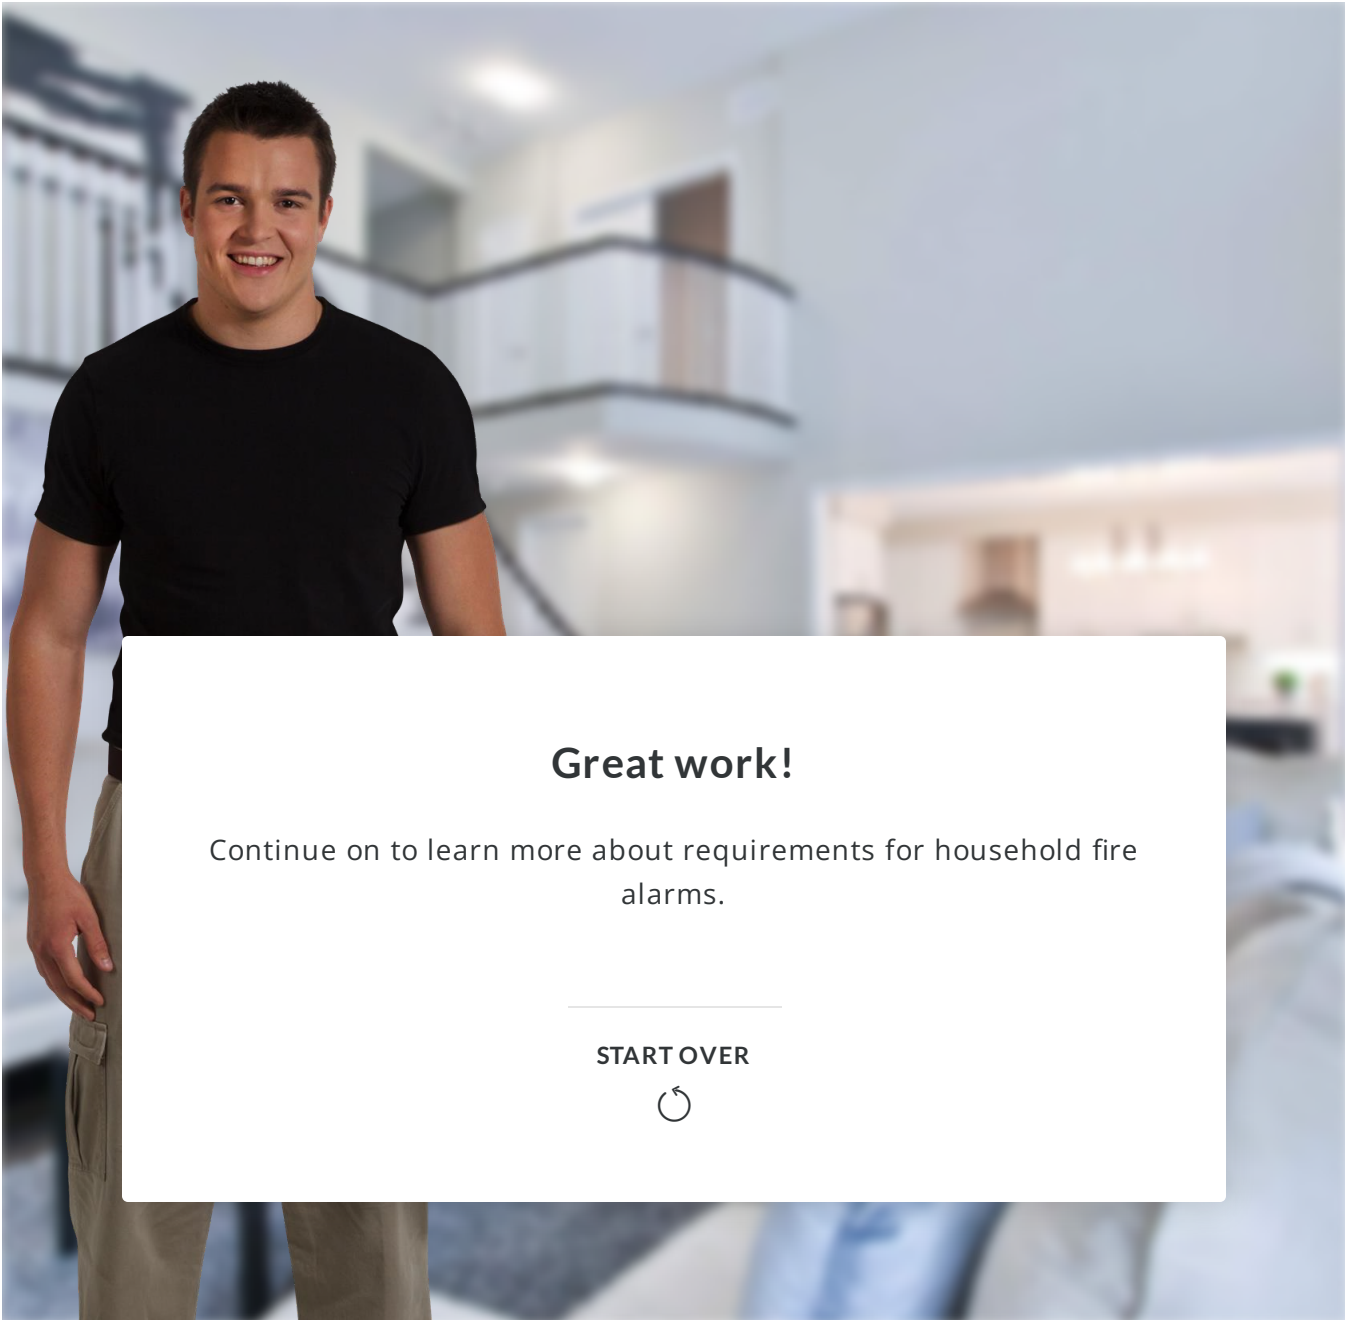 Great work!
Continue on to learn more about requirements for household fire
alarms.
START OVER